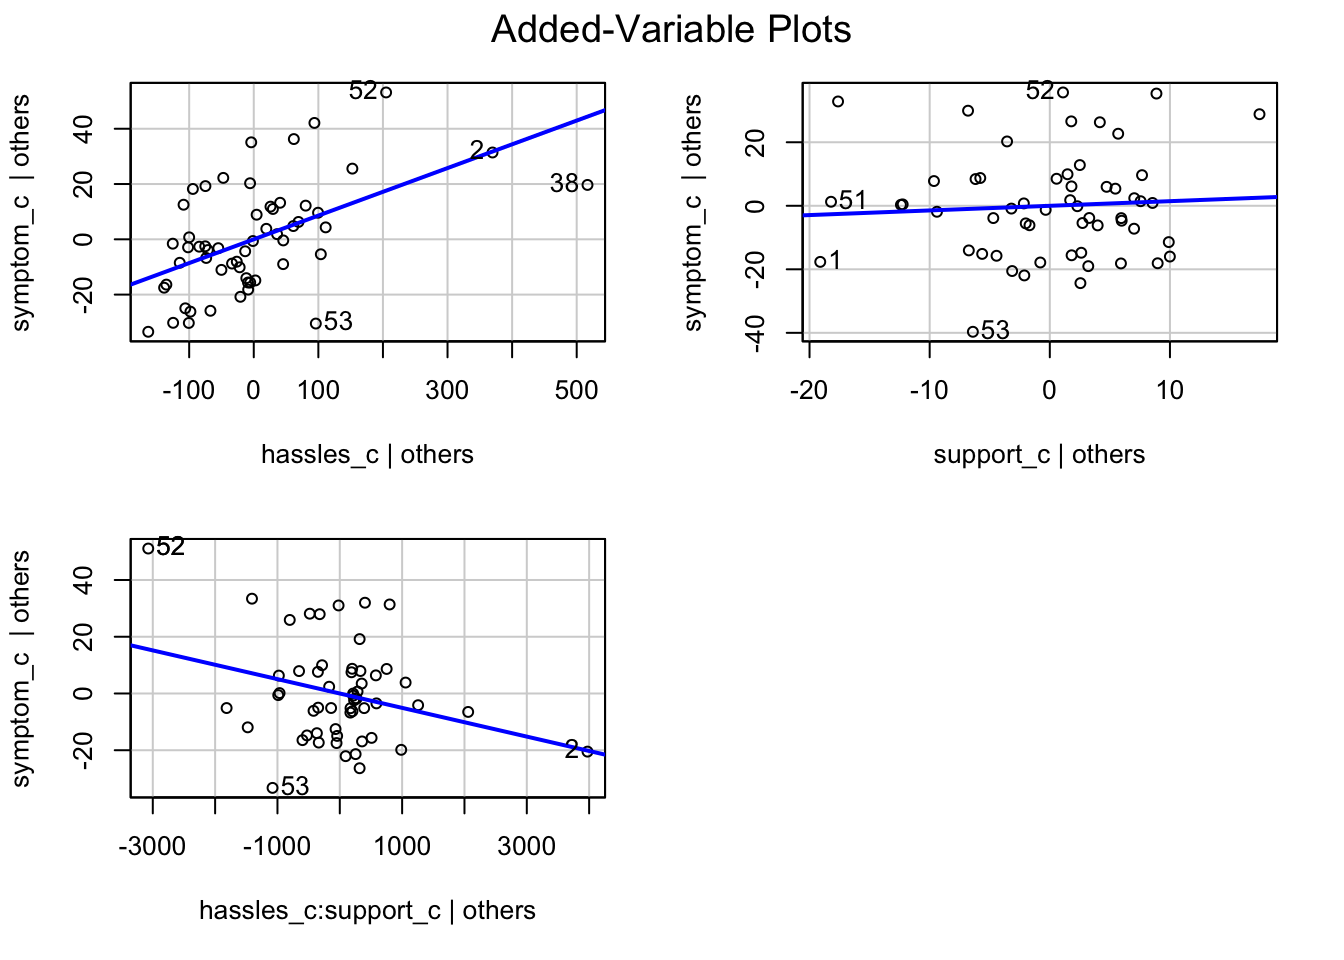 Added-Variable Plots
symptom_c | others
40
20
0
-20
52
2
38
53
-100 0 100 300 500
hassles_c | others
symptom_c | others
20
0
-20
-40
52
51
1
53
-20 -10 0 10
support_c | others
symptom_c | others
40
20
0
-20
52
2
53
-3000 -1000 1000 3000
hassles_c:support_c | others